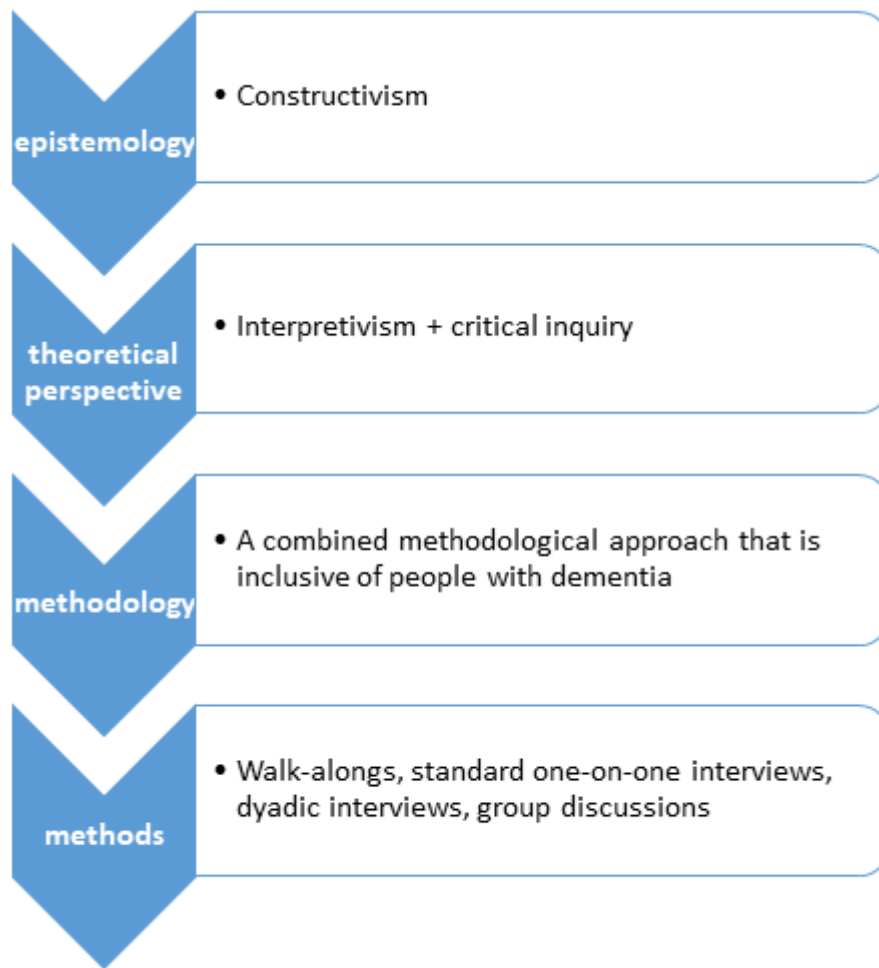 epistemology
• Constructivism
theoretical
perspective
• Interpretivism + critical inquiry
methodology
• A combined methodological approach that is
inclusive of people with dementia
methods
• Walk-alongs, standard one-on-one interviews,
dyadic interviews, group discussions